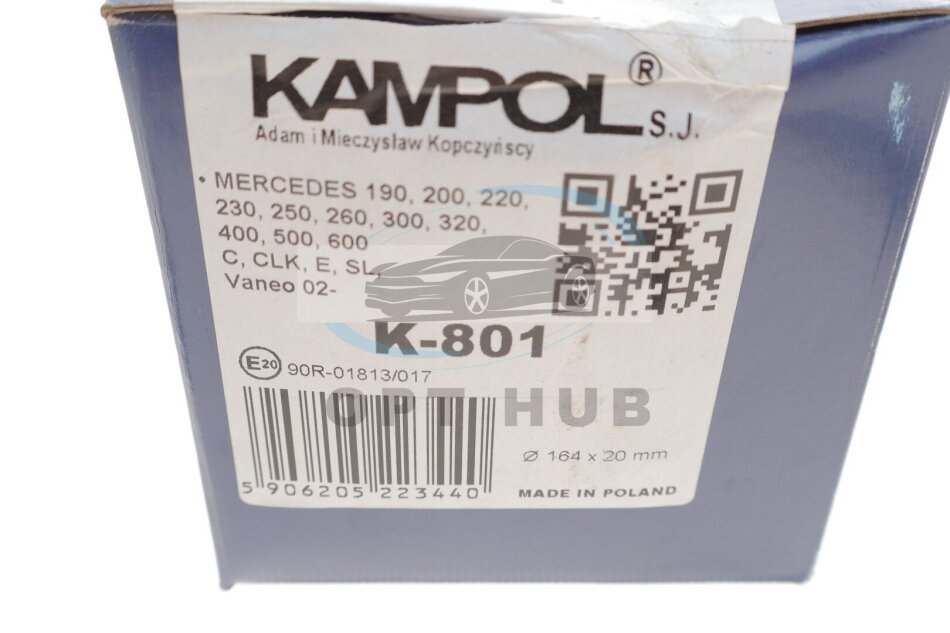 KAMPOL® S.J.
Adam i Mieczysław Kopczyńscy
• MERCEDES 190, 200, 220,
230, 250, 260, 300, 320,
400, 500, 600
C, CLK, E, SL,
Vaneo 02-
K-801
E20 90R-01813/017
OPT HUB
Ø 164 x 20 mm
5 906205 223440
MADE IN POLAND